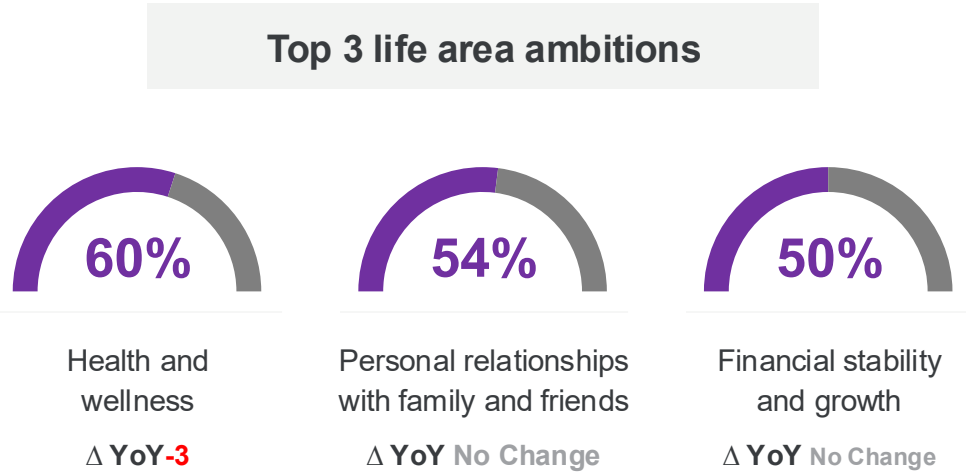 Top 3 life area ambitions
60%
54%
50%
Health and
wellness
Personal relationships
with family and friends
Financial stability
and growth
Δ YoY-3
Δ YoY No Change
Δ YoY No Change